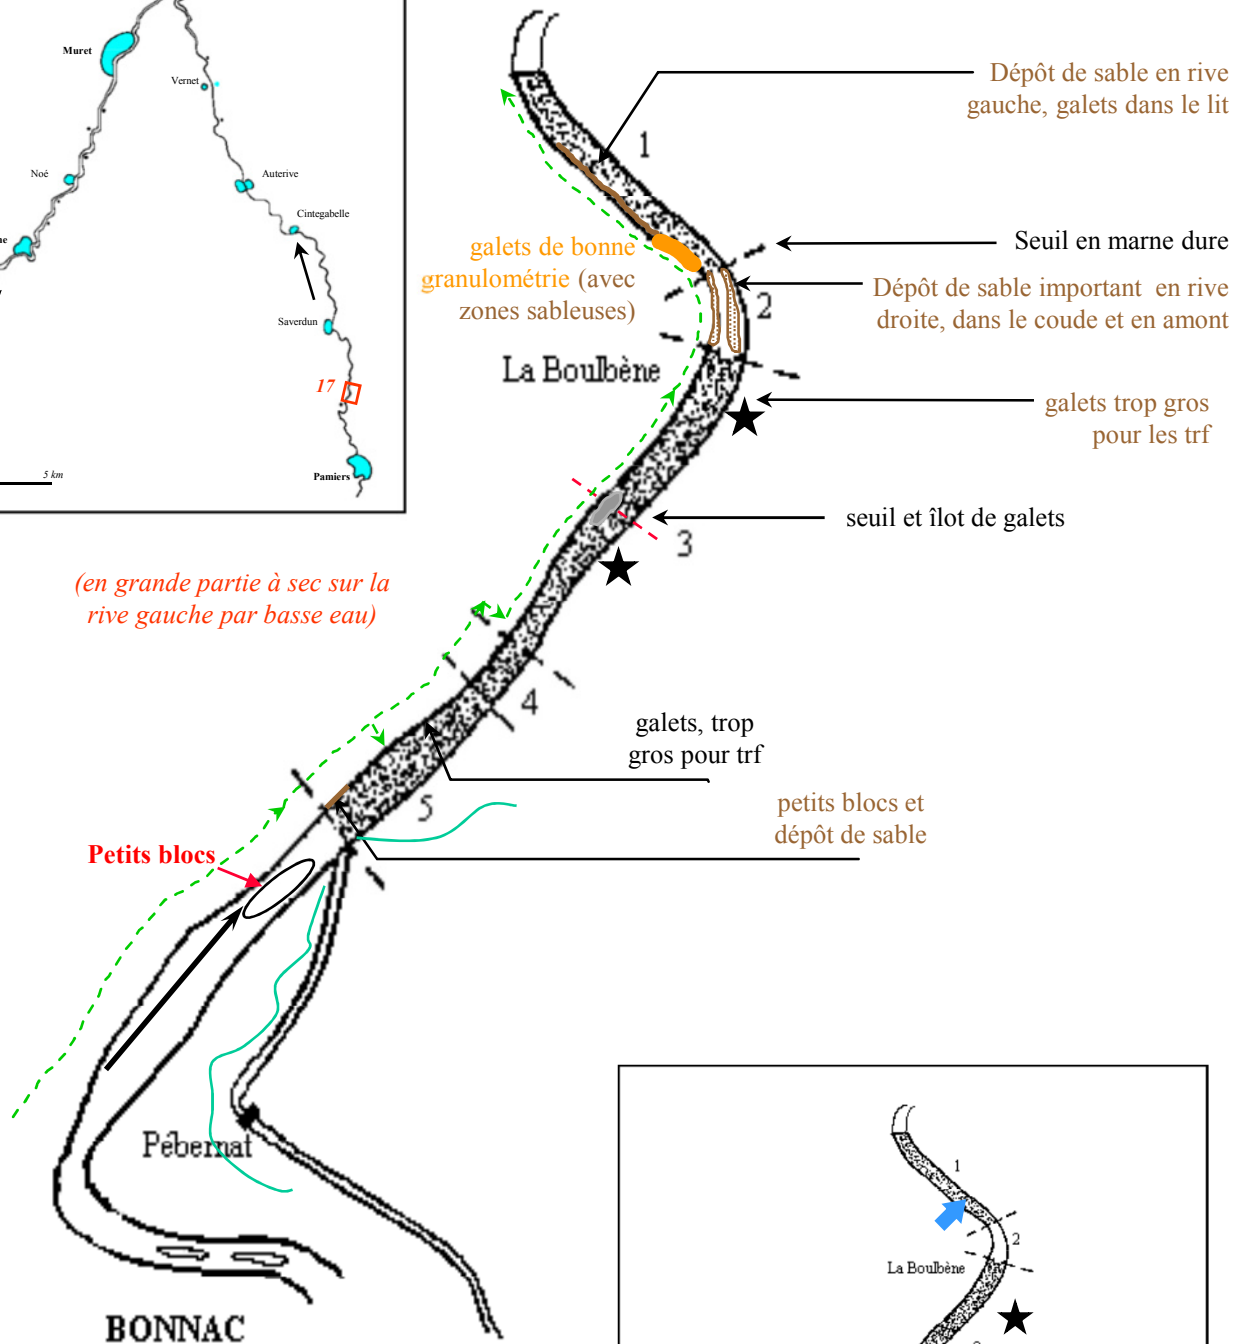 Muret
Vernet
Noé
Auterive
Cintegabelle
ne
Saverdun
17
Pamiers
5 km
Dépôt de sable en rive
gauche, galets dans le lit
1
galets de bonne
granulométrie (avec
zones sableuses)
Seuil en marne dure
2
Dépôt de sable important en rive
droite, dans le coude et en amont
La Boulbène
galets trop gros
pour les trf
seuil et îlot de galets
3
(en grande partie à sec sur la
rive gauche par basse eau)
4
galets, trop
gros pour trf
5
petits blocs et
dépôt de sable
Petits blocs
Pébernat
BONNAC
1
2
La Boulbène